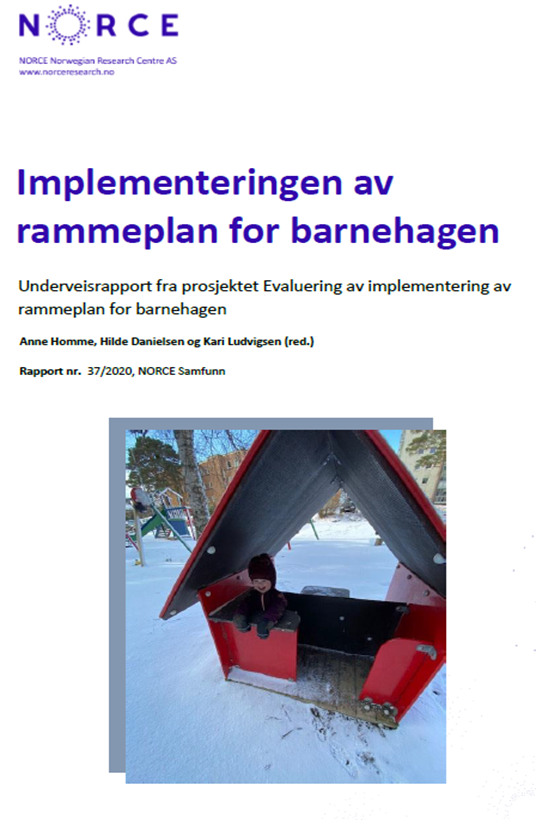 NORCE
NORCE Norwegian Research Centre AS
www.norceresearch.no
Implementeringen av
rammeplan for barnehagen
Underveisrapport fra prosjektet Evaluering av implementering av
rammeplan for barnehagen
Anne Homme, Hilde Danielsen og Kari Ludvigsen (red.)
Rapport nr. 37/2020, NORCE Samfunn